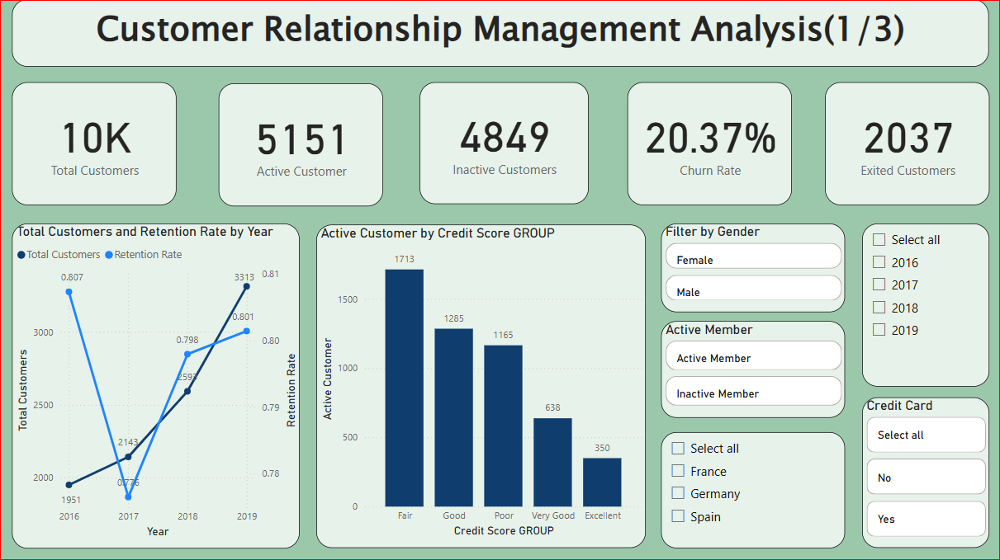 Customer Relationship Management Analysis(1/3)
10K
Total Customers
5151
Active Customer
4849
Inactive Customers
20.37%
Churn Rate
2037
Exited Customers
Total Customers and Retention Rate by Year
Total Customers Retention Rate
0.807
3313
0.81
0.801
3000
0.798
0.80
2593
Total Customers
Retention Rate
2500
0.79
2143
0.776
0.78
2000
1951
2016 2017 2018 2019
Year
Active Customer by Credit Score GROUP
1713
1500
1285
1165
1000
Active Customer
638
500
350
0
Fair Good Poor Very Good Excellent
Credit Score GROUP
Filter by Gender
Female
Male
Active Member
Active Member
Inactive Member
Select all
France
Germany
Spain
Select all
2016
2017
2018
2019
Credit Card
Select all
No
Yes